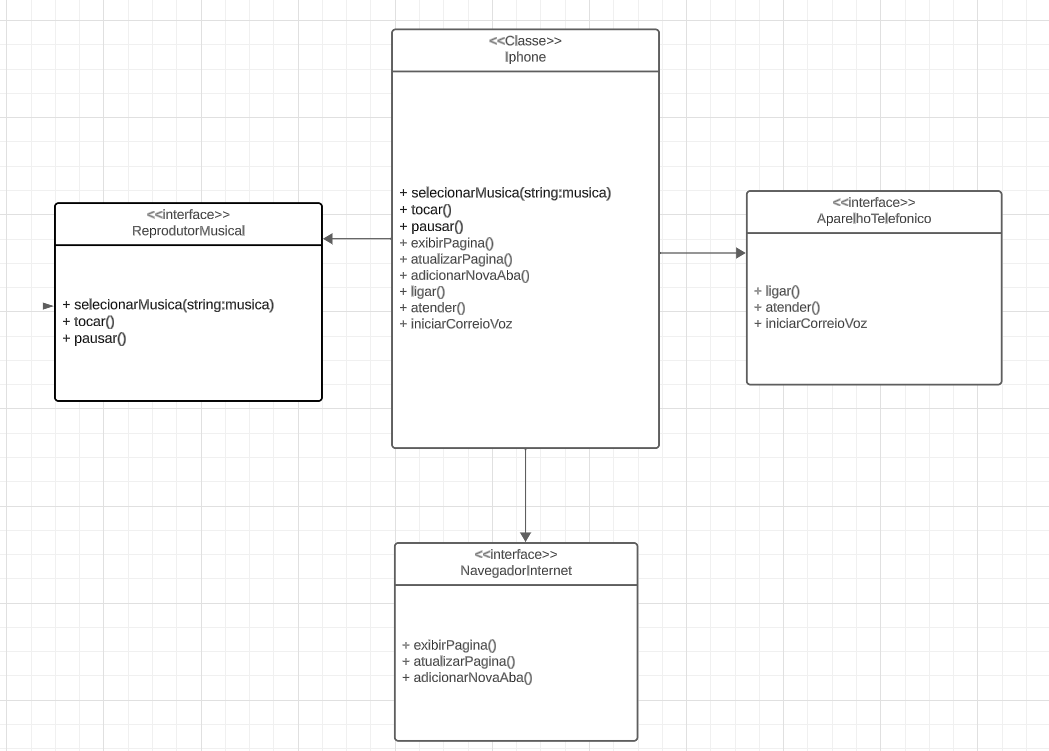 <<Classe>>
Iphone
+ selecionarMusica(string:musica)
+ tocar()
+ pausar()
+ exibirPagina()
+ atualizarPagina()
+ adicionarNovaAba()
+ ligar()
+ atender()
+ iniciarCorreioVoz
<<interface>>
ReprodutorMusical
+ selecionarMusica(string:musica)
+ tocar()
+ pausar()
<<interface>>
AparelhoTelefonico
+ ligar()
+ atender()
+ iniciarCorreioVoz
<<interface>>
NavegadorInternet
+ exibirPagina()
+ atualizarPagina()
+ adicionarNovaAba()